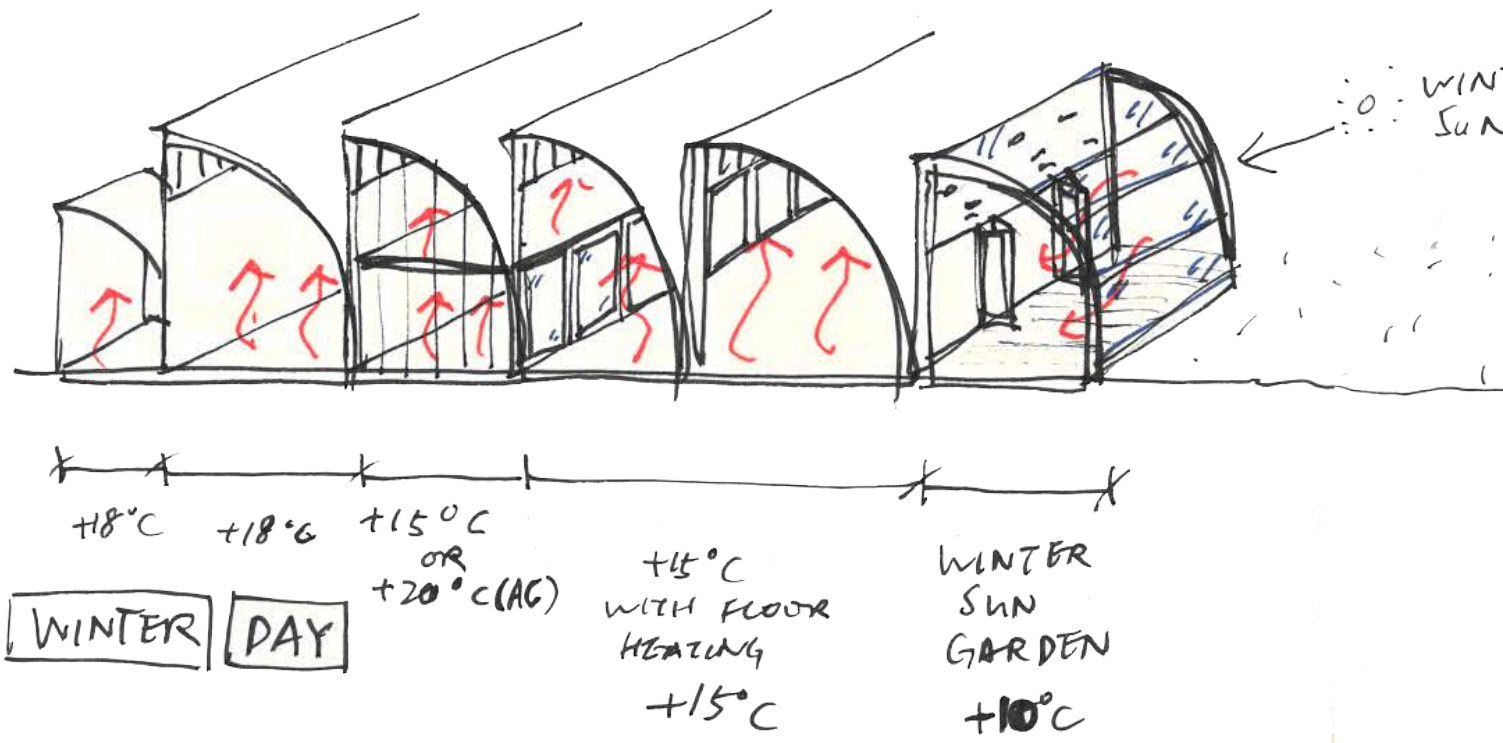 WINT
SUN
+18°C
+18°C
+15°C
OR
+20°C (AC)
+15°C
WITH FLOOR
HEATING
+15°C
WINTER
SUN
GARDEN
+10°C
WINTER
DAY